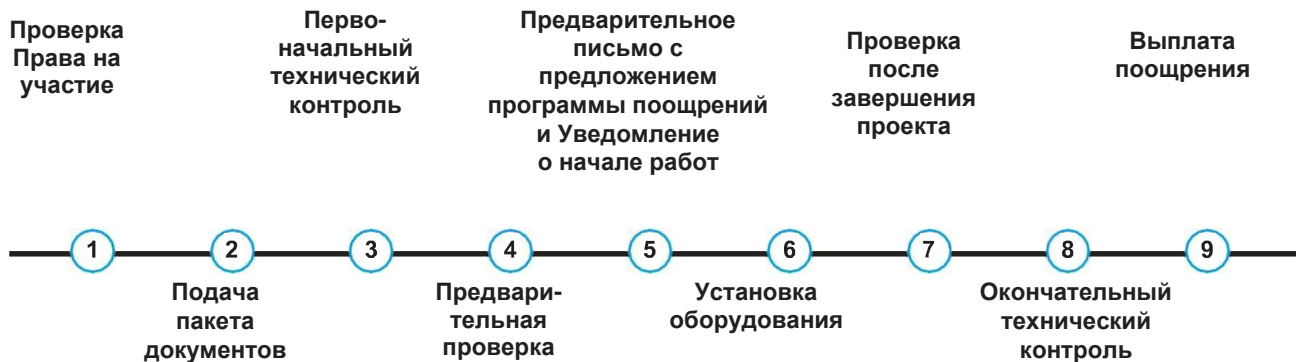 Проверка
Права на
участие
Перво-
начальный
технический
контроль
Предварительное
письмо с
предложением
программы поощрений
и Уведомление
о начале работ
Проверка
после
завершения
проекта
Выплата
поощрения
1
2
3
4
5
6
7
8
9
Подача
пакета
документов
Предвари-
тельная
проверка
Установка
оборудования
Окончательный
технический
контроль